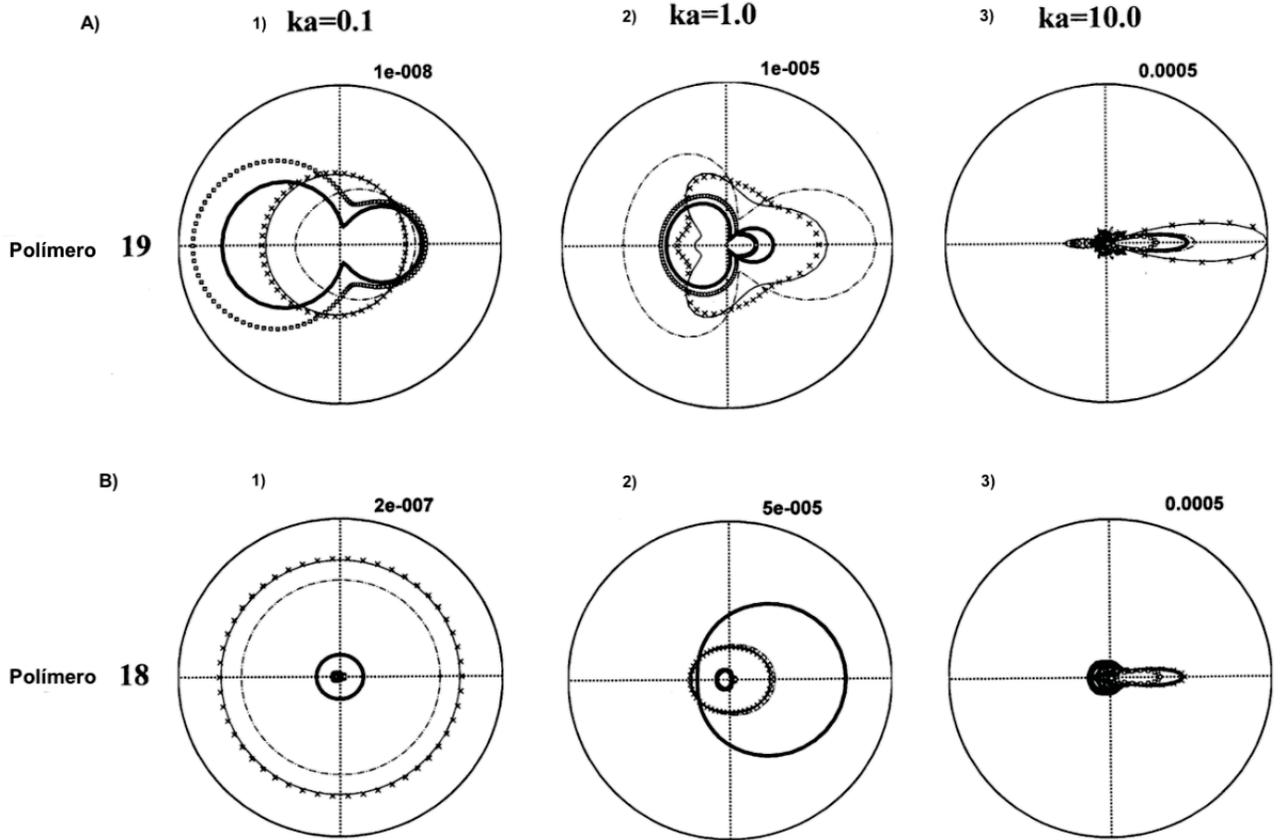 A) 1) ka=0.1 2) ka=1.0 3) ka=10.0
1e-008 1e-005 0.0005
Polímero 19
B) 1) 2) 3)
2e-007 5e-005 0.0005
Polímero 18